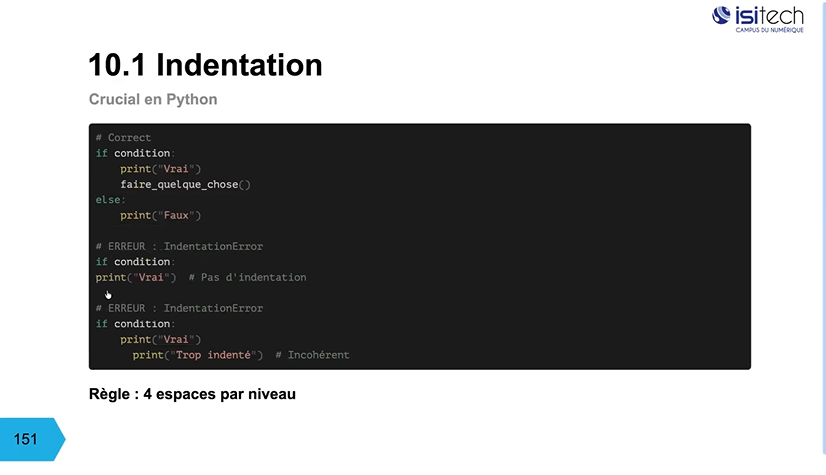 isitech
CAMPUS DU NUMÉRIQUE
10.1 Indentation
Crucial en Python
# Correct
if condition:
    print("Vrai")
    faire_quelque_chose()
else:
    print("Faux")
# ERREUR : IndentationError
if condition:
print("Vrai")  # Pas d'indentation
# ERREUR : IndentationError
if condition:
    print("Vrai")
      print("Trop indenté")  # Incohérent
Règle : 4 espaces par niveau
151